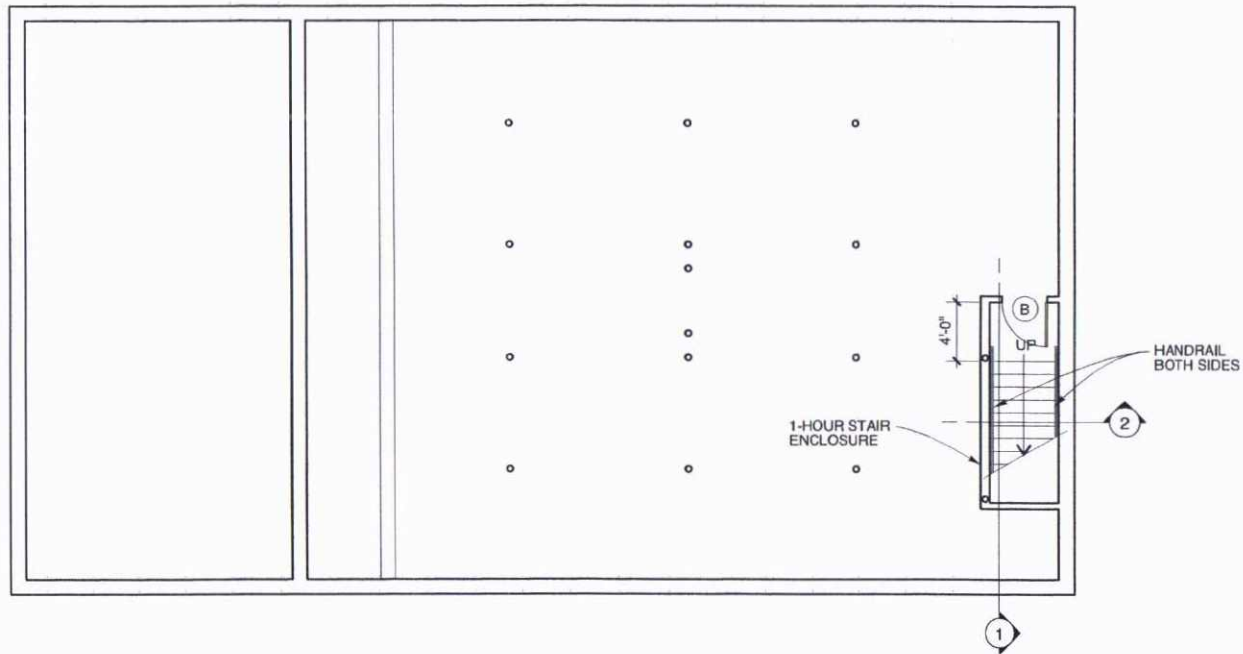 B
4'-0"
UP
HANDRAIL
BOTH SIDES
1-HOUR STAIR
ENCLOSURE
2
1